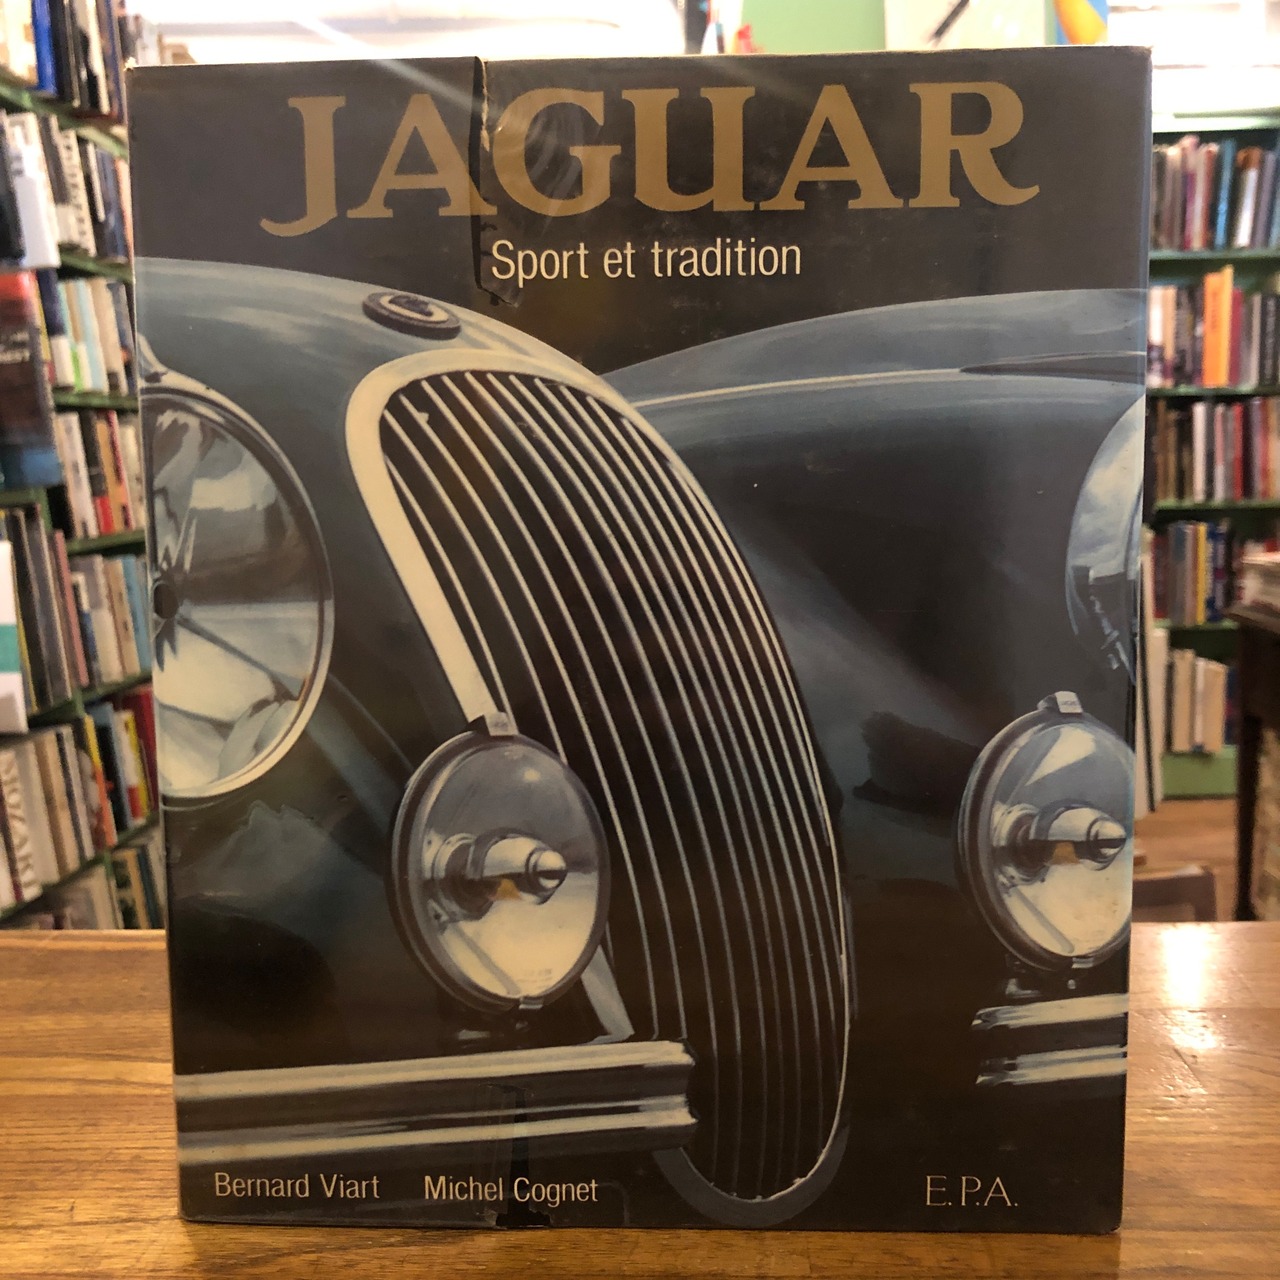 JAGUAR
Sport et tradition
Bernard Viart Michel Cognet
E.P.A.